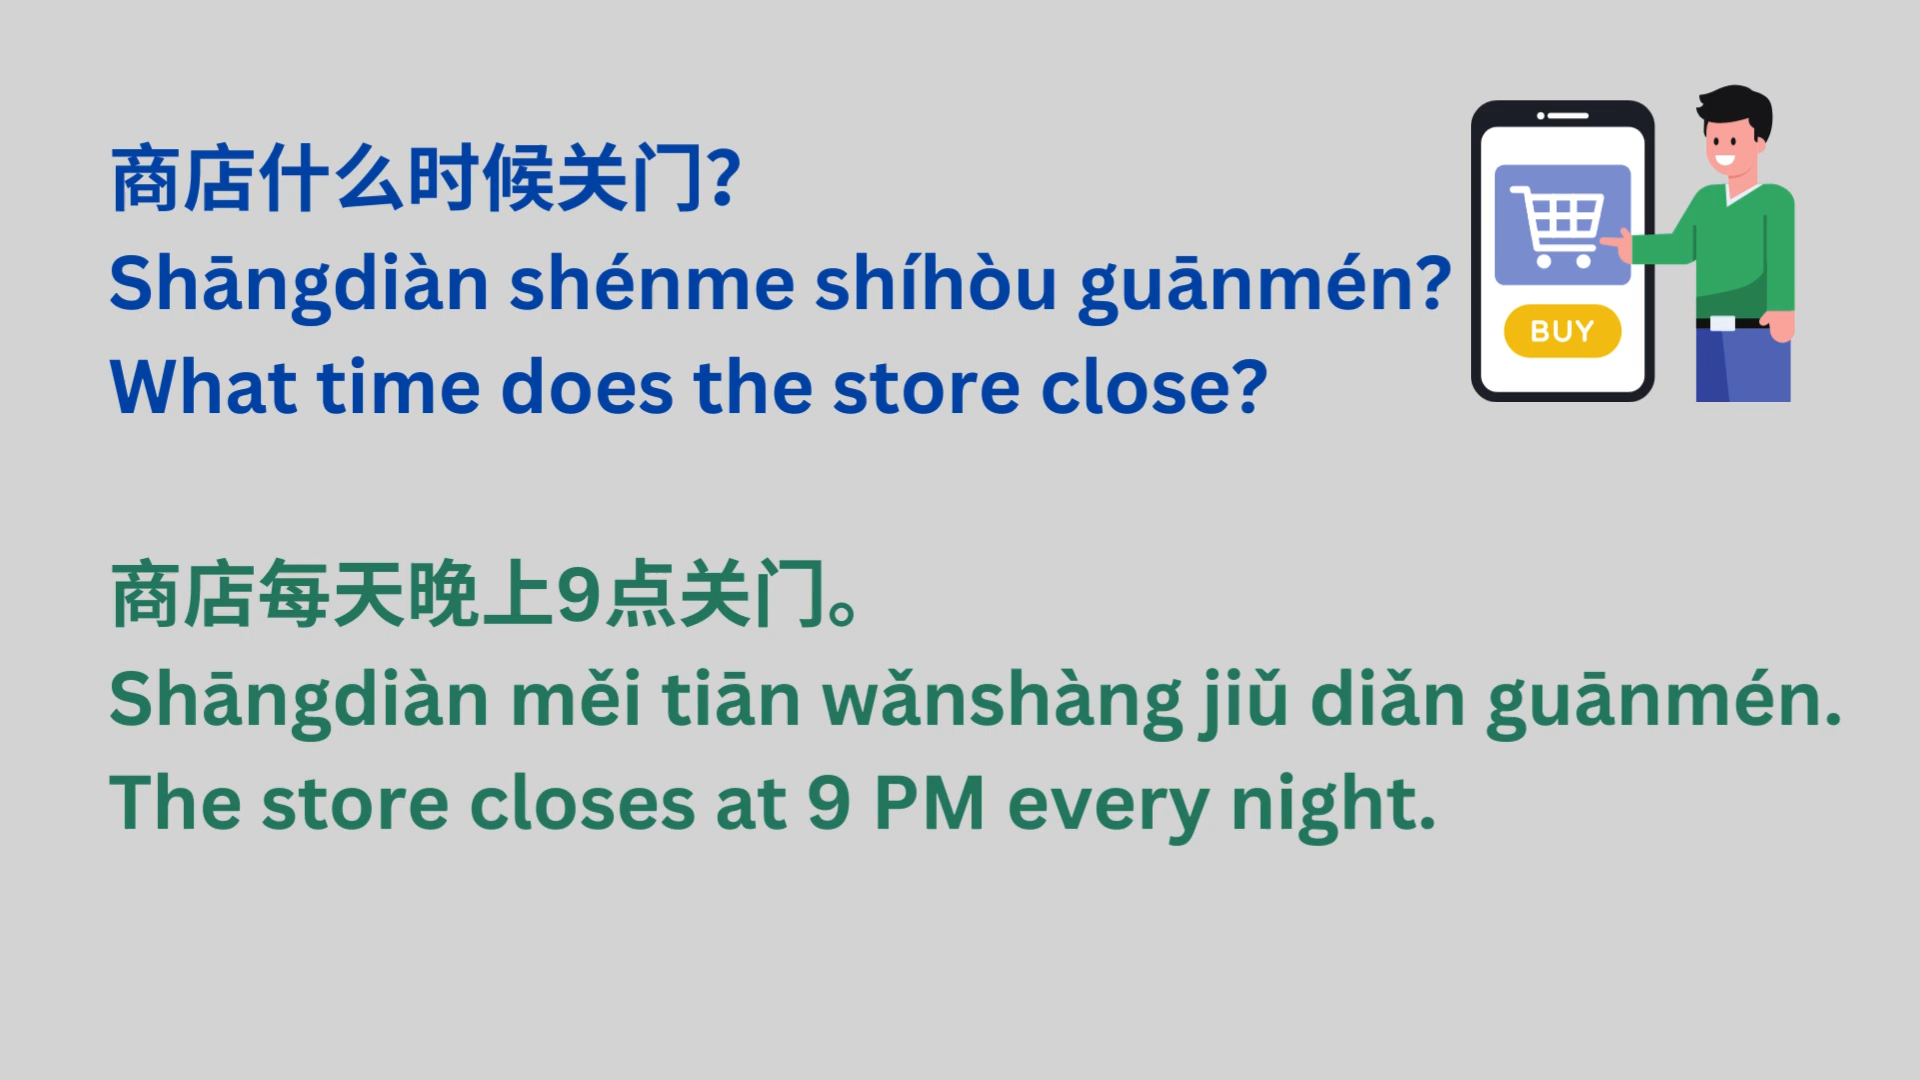 商店什么时候关门？
Shāngdiàn shénme shíhòu guānmén?
What time does the store close?
BUY
商店每天晚上9点关门。
Shāngdiàn měi tiān wǎnshàng jiǔ diǎn guānmén.
The store closes at 9 PM every night.